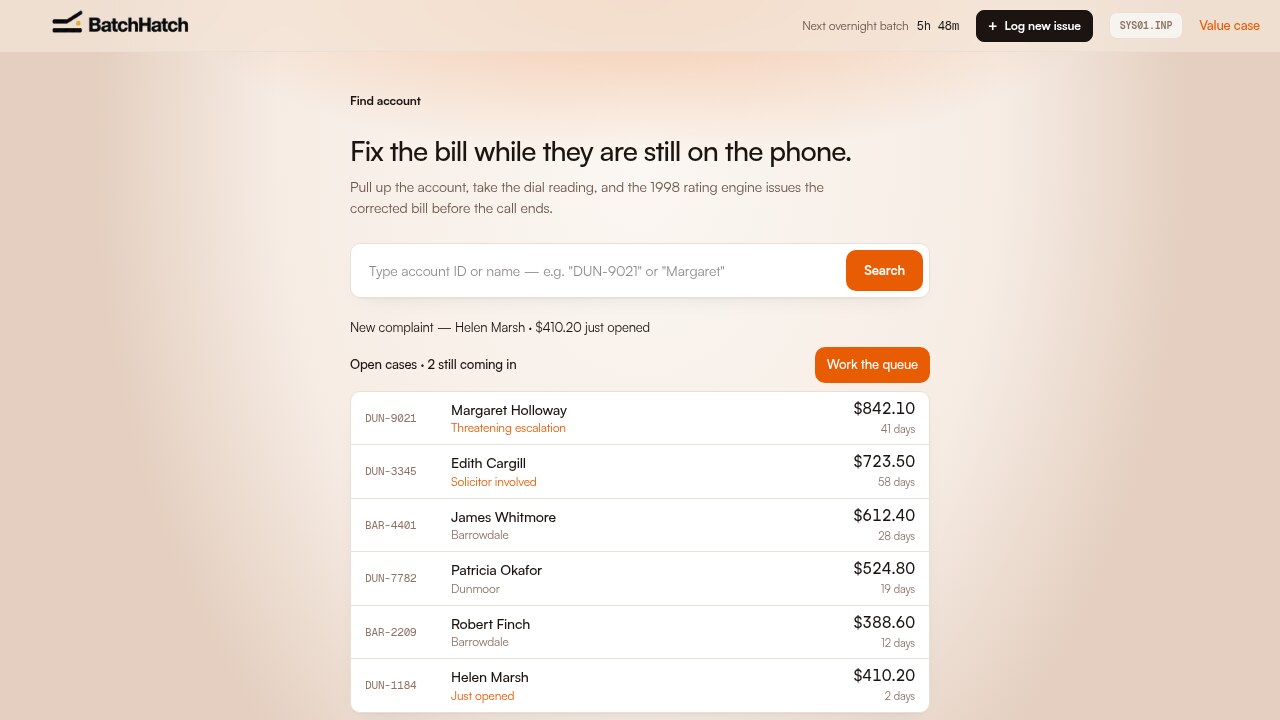 BatchHatch
Next overnight batch 5h 48m
+ Log new issue
SYS01.INP
Value case
Find account
Fix the bill while they are still on the phone.
Pull up the account, take the dial reading, and the 1998 rating engine issues the
corrected bill before the call ends.
Type account ID or name — e.g. "DUN-9021" or "Margaret"
Search
New complaint — Helen Marsh · $410.20 just opened
Open cases · 2 still coming in
Work the queue
DUN-9021
Margaret Holloway
Threatening escalation
$842.10
41 days
DUN-3345
Edith Cargill
Solicitor involved
$723.50
58 days
BAR-4401
James Whitmore
Barrowdale
$612.40
28 days
DUN-7782
Patricia Okafor
Dunmoor
$524.80
19 days
BAR-2209
Robert Finch
Barrowdale
$388.60
12 days
DUN-1184
Helen Marsh
Just opened
$410.20
2 days